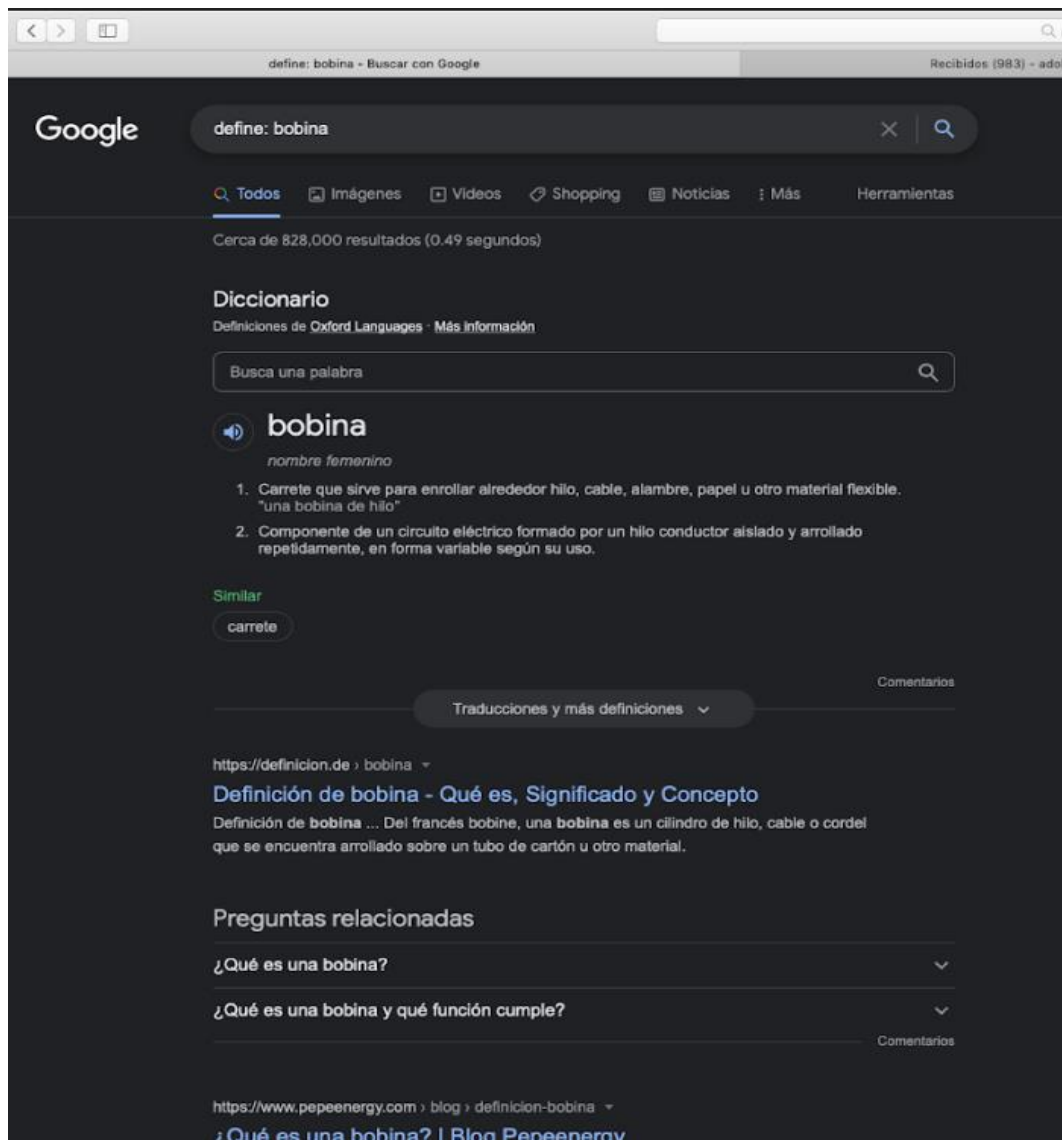 define: bobina - Buscar con Google
Recibidos (983) - ado
Google
define: bobina
Todos Imágenes Videos Shopping Noticias Más Herramientas
Cerca de 828,000 resultados (0.49 segundos)
Diccionario
Definiciones de Oxford Languages · Más información
Busca una palabra
bobina
nombre femenino
1. Carrete que sirve para enrollar alrededor hilo, cable, alambre, papel u otro material flexible.
"una bobina de hilo"
2. Componente de un circuito eléctrico formado por un hilo conductor aislado y arrollado
repetidamente, en forma variable según su uso.
Similar
carrete
Comentarios
Traducciones y más definiciones
https://definicion.de › bobina
Definición de bobina - Qué es, Significado y Concepto
Definición de bobina ... Del francés bobine, una bobina es un cilindro de hilo, cable o cordel
que se encuentra arrollado sobre un tubo de cartón u otro material.
Preguntas relacionadas
¿Qué es una bobina?
¿Qué es una bobina y qué función cumple?
Comentarios
https://www.pepeenergy.com › blog › definicion-bobina
¿Qué es una bobina? | Blog Pepeenergy